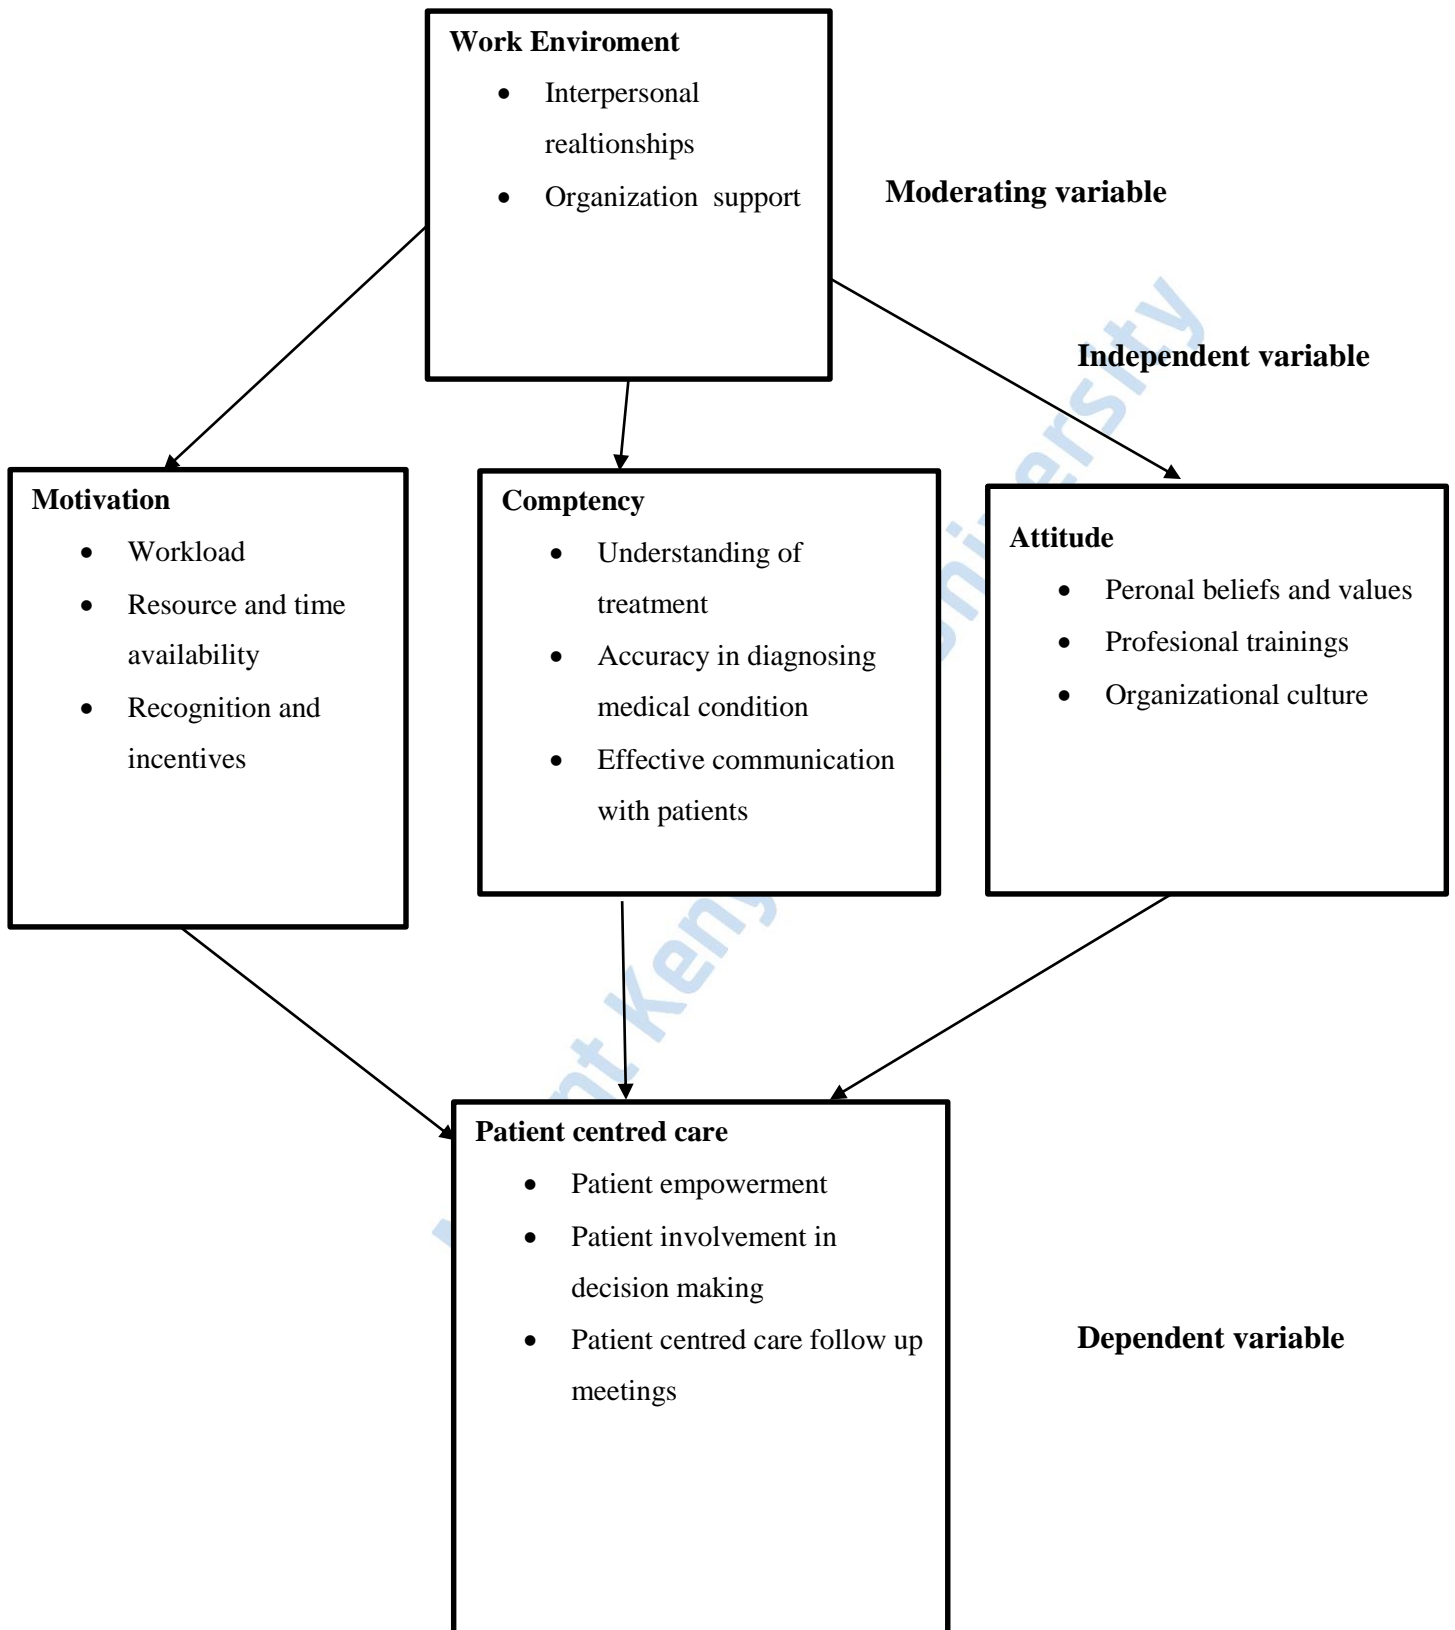 Work Enviroment
• Interpersonal
realtionships
• Organization support
Moderating variable
Independent variable
Motivation
• Workload
• Resource and time
availability
• Recognition and
incentives
Comptency
• Understanding of
treatment
• Accuracy in diagnosing
medical condition
• Effective communication
with patients
Attitude
• Peronal beliefs and values
• Profesional trainings
• Organizational culture
Patient centred care
• Patient empowerment
• Patient involvement in
decision making
• Patient centred care follow up
meetings
Dependent variable